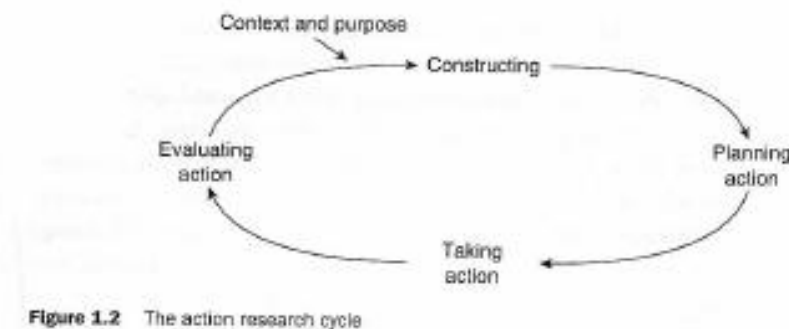 Context and purpose
Constructing
Evaluating
action
Planning
action
Taking
action
Figure 1.2 The action research cycle